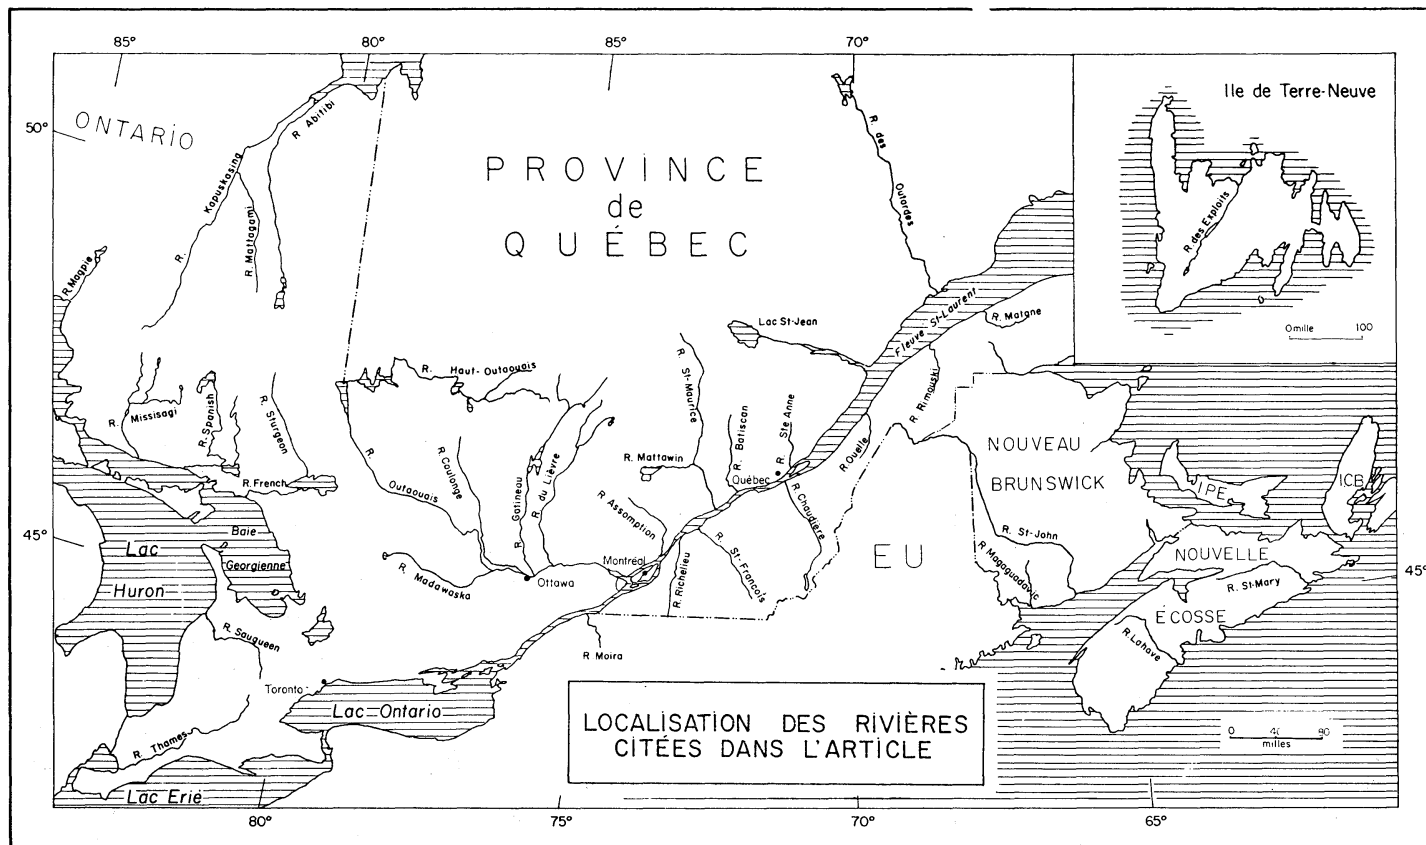 85°
80°
85°
70°
50°
ONTARIO
R. Abitibi
R. Kapuskasing
R. Mattagami
R. Magpie
PROVINCE
de
QUÉBEC
R. des Outardes
Ile de Terre-Neuve
R. des Exploits
0 mille 100
Fleuve St-Laurent
Lac St-Jean
R. Matane
R. Rimouski
R. Haut-Outaouais
R. Missisagi
R. Spanish
R. Sturgeon
R. French
R. Outaouais
R. Coulonge
R. Gatineau
R. du Lièvre
R. St-Maurice
R. Mattawin
R. Batiscan
R. Ste Anne
Québec
R Ouelle
R. Chaudière
R Assomption
Montréal
R. Richelieu
R. St-François
NOUVEAU
BRUNSWICK
IPE
ICB
R. St-John
R. Magaguadavic
EU
NOUVELLE
ÉCOSSE
R. St-Mary
R. Lahave
45°
45°
Lac
Huron
Baie
Georgienne
R. Madawaska
Ottawa
R. Saugueen
R Moira
Toronto
Lac Ontario
R. Thames
Lac Erié
LOCALISATION DES RIVIÈRES
CITÉES DANS L'ARTICLE
milles
80°
75°
70°
65°